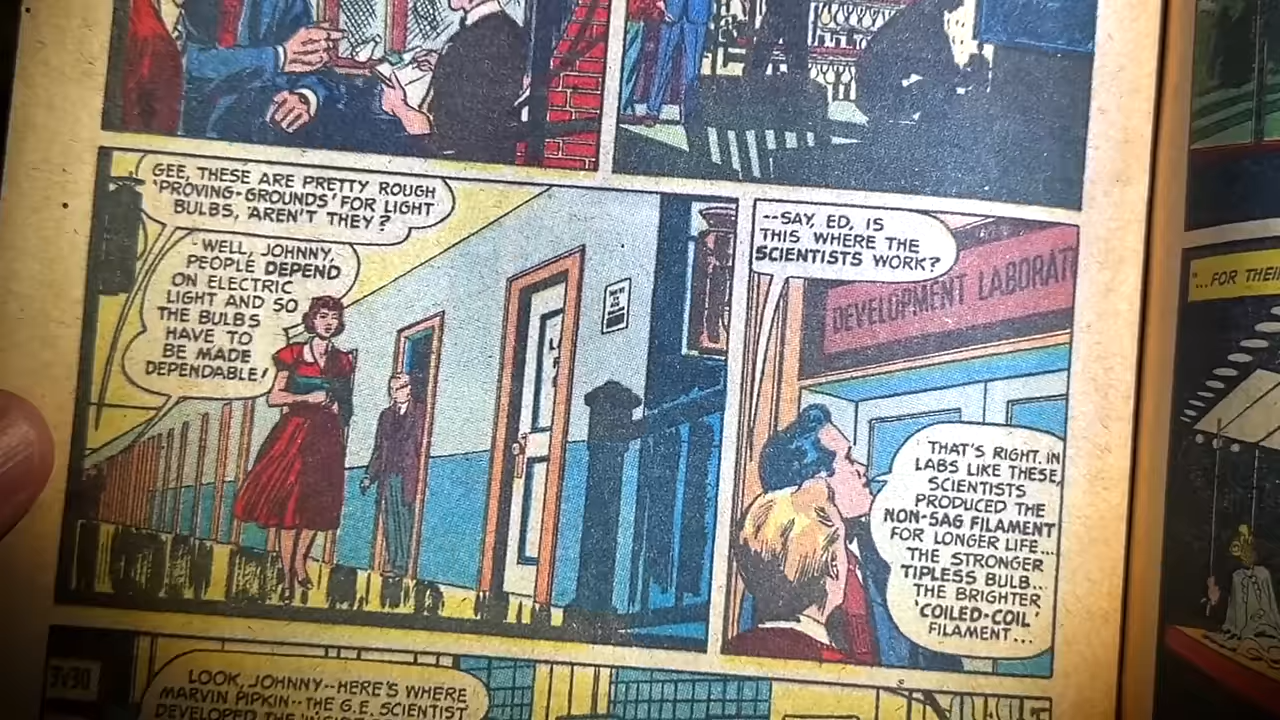 GEE, THESE ARE PRETTY ROUGH
'PROVING-GROUNDS' FOR LIGHT
BULBS, AREN'T THEY?
- WELL, JOHNNY,
PEOPLE DEPEND
ON ELECTRIC
LIGHT AND SO
THE BULBS
HAVE TO
BE MADE
DEPENDABLE!
--SAY, ED, IS
THIS WHERE THE
SCIENTISTS WORK?
DEVELOPMENT LABORAT
THAT'S RIGHT. IN
LABS LIKE THESE,
SCIENTISTS
PRODUCED THE
NON-SAG FILAMENT
FOR LONGER LIFE...
THE STRONGER
TIPLESS BULB...
THE BRIGHTER
'COILED-COIL'
FILAMENT...
LOOK, JOHNNY--HERE'S WHERE
MARVIN PIPKIN--THE G.E. SCIENTIST
DEVELOPED THE
"...FOR THEI